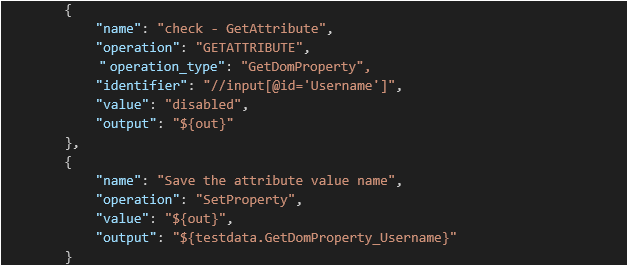 {
"name": "check - GetAttribute",
"operation": "GETATTRIBUTE",
"operation_type": "GetDomProperty",
"identifier": "//input[@id='Username']",
"value": "disabled",
"output": "${out}"
},
{
"name": "Save the attribute value name",
"operation": "SetProperty",
"value": "${out}",
"output": "${testdata.GetDomProperty_Username}"
}